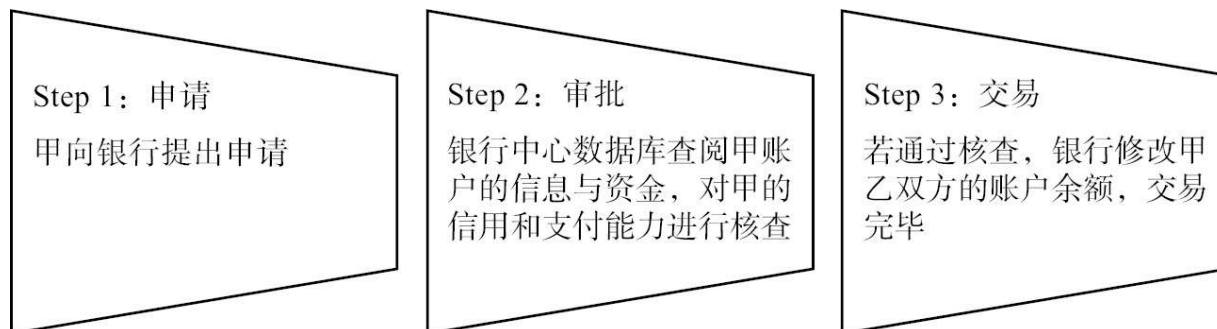 Step 1：申请
甲向银行提出申请
Step 2：审批
银行中心数据库查阅甲账
户的信息与资金，对甲的
信用和支付能力进行核查
Step 3：交易
若通过核查，银行修改甲
乙双方的账户余额，交易
完毕